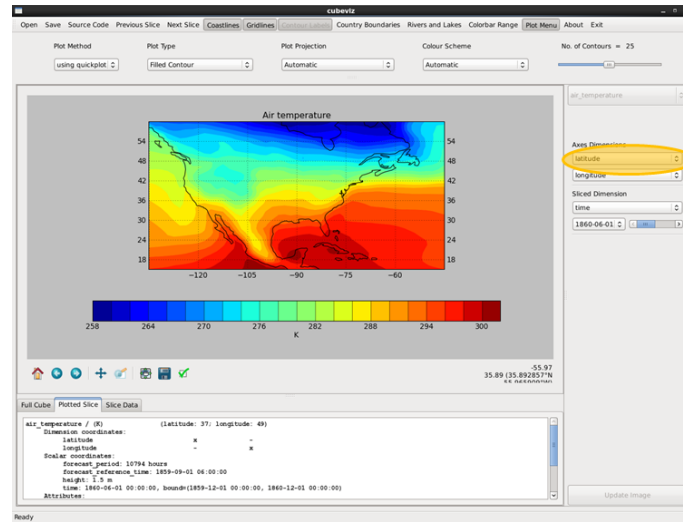 cubeviz
Open Save Source Code Previous Slice Next Slice Coastlines Gridlines Contour Labels Country Boundaries Rivers and Lakes Colorbar Range Plot Menu About Exit
Plot Method Plot Type Plot Projection Colour Scheme No. of Contours = 25
using quickplot Filled Contour Automatic Automatic
air_temperature
Air temperature
54 54
48 48
42 42
36 36
30 30
24 24
18 18
−120 −105 −90 −75 −60
Axes Dimensions
latitude
longitude
Sliced Dimension
time
1860-06-01
258 264 270 276 282 288 294 300
K
-55.97
35.89 (35.892857°N
Full Cube Plotted Slice Slice Data
air_temperature / (K) (latitude: 37; longitude: 49)
Dimension coordinates:
latitude x -
longitude - x
Scalar coordinates:
forecast_period: 10794 hours
forecast_reference_time: 1859-09-01 06:00:00
height: 1.5 m
time: 1860-06-01 00:00:00, bound=(1859-12-01 00:00:00, 1860-12-01 00:00:00)
Attributes:
Update Image
Ready